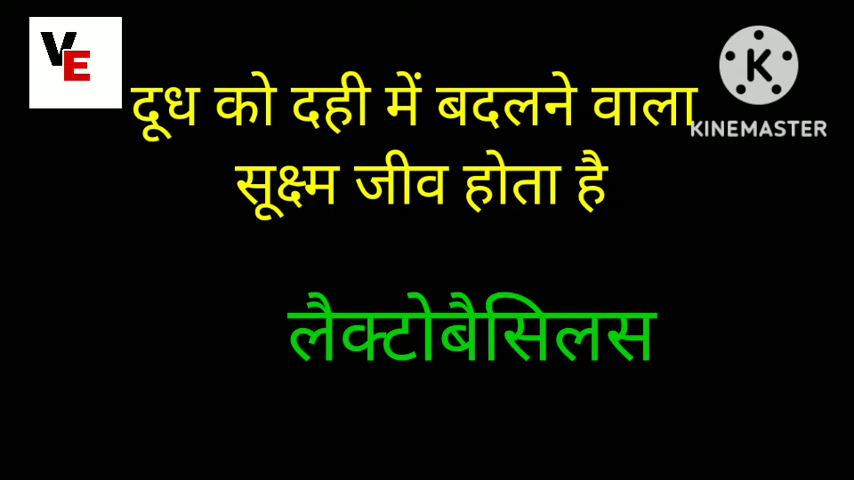 VE
दूध को दही में बदलने वाला
सूक्ष्म जीव होता है
लैक्टोबैसिलस
K
KINEMASTER